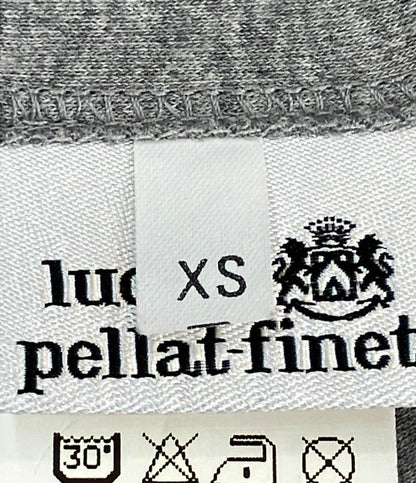 XS
luc
pellat-finet
30°